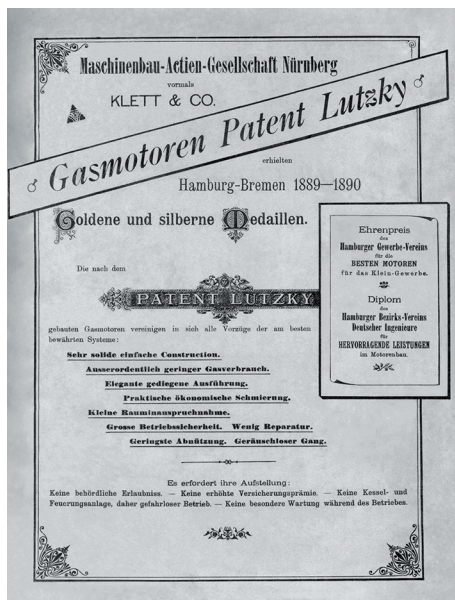 Maschinenbau-Actien-Gesellschaft Nürnberg
vormals
KLETT & CO.
Gasmotoren Patent Lutzky
erhielten
Hamburg-Bremen 1889—1890
Goldene und silberne Medaillen.
Ehrenpreis
des
Hamburger Gewerbe-Vereins
für die
BESTEN MOTOREN
für das Klein-Gewerbe.
Diplom
des
Hamburger Bezirks-Vereins
Deutscher Ingenieure
für
HERVORRAGENDE LEISTUNGEN
im Motorenbau.
Die nach dem
PATENT LUTZKY
gebauten Gasmotoren vereinigen in sich alle Vorzüge der am besten
bewährten Systeme:
Sehr solide einfache Construction.
Ausserordentlich geringer Gasverbrauch.
Elegante gediegene Ausführung.
Praktische ökonomische Schmierung.
Kleine Rauminanspruchnahme.
Grosse Betriebssicherheit. Wenig Reparatur.
Geringste Abnützung. Geräuschloser Gang.
Es erfordert ihre Aufstellung:
Keine behördliche Erlaubniss. — Keine erhöhte Versicherungsprämie. — Keine Kessel- und
Feuerungsanlage, daher gefahrloser Betrieb. — Keine besondere Wartung während des Betriebes.